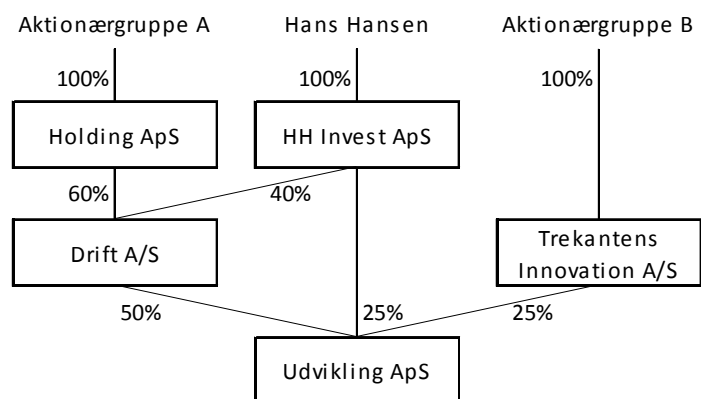 Aktionærgruppe A
Hans Hansen
Aktionærgruppe B
100%
100%
100%
Holding ApS
HH Invest ApS
60%
40%
Drift A/S
Trekantens
Innovation A/S
50%
25%
25%
Udvikling ApS